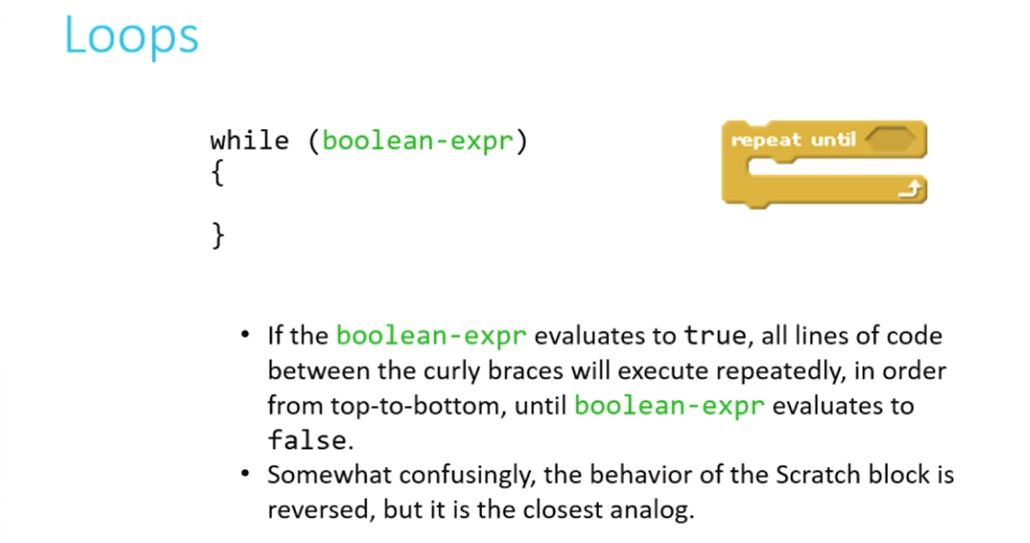 Loops
while (boolean-expr)
{
}
repeat until
• If the boolean-expr evaluates to true, all lines of code
between the curly braces will execute repeatedly, in order
from top-to-bottom, until boolean-expr evaluates to
false.
• Somewhat confusingly, the behavior of the Scratch block is
reversed, but it is the closest analog.